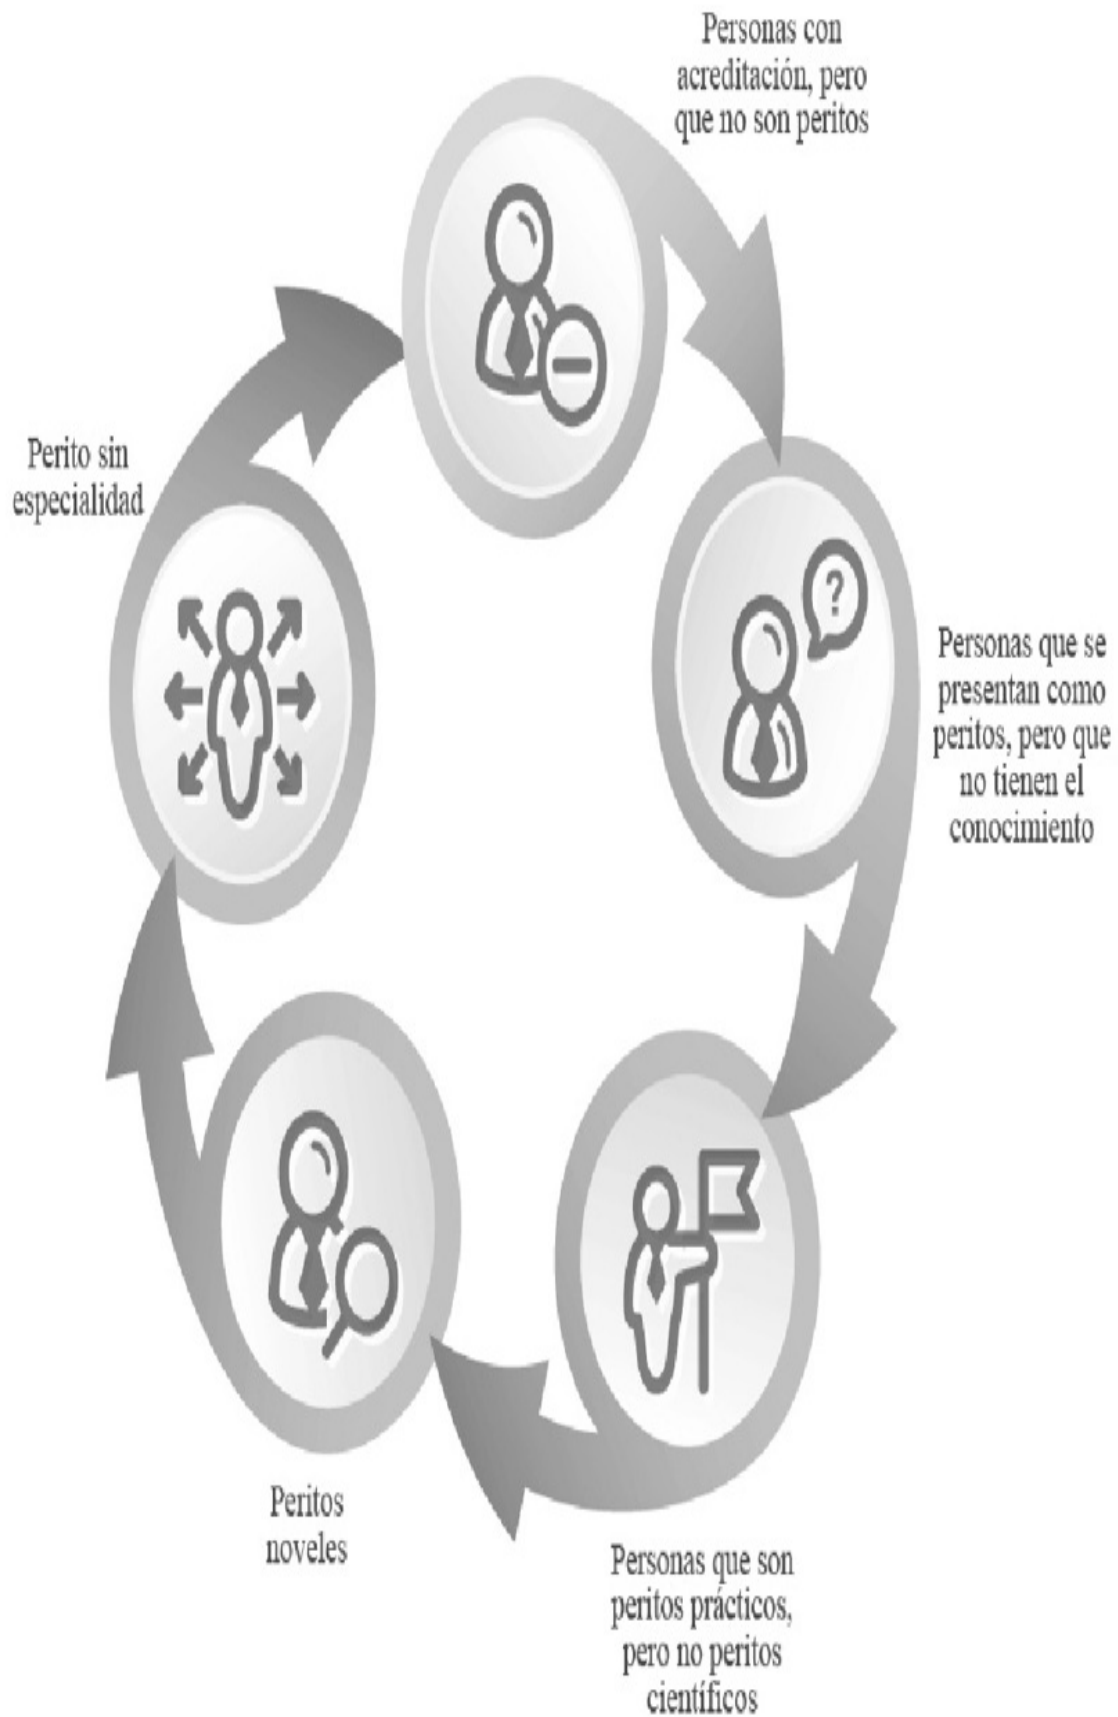 Personas con
acreditación, pero
que no son peritos
Perito sin
especialidad
?
Personas que se
presentan como
peritos, pero que
no tienen el
conocimiento
Peritos
noveles
Personas que son
peritos prácticos,
pero no peritos
científicos